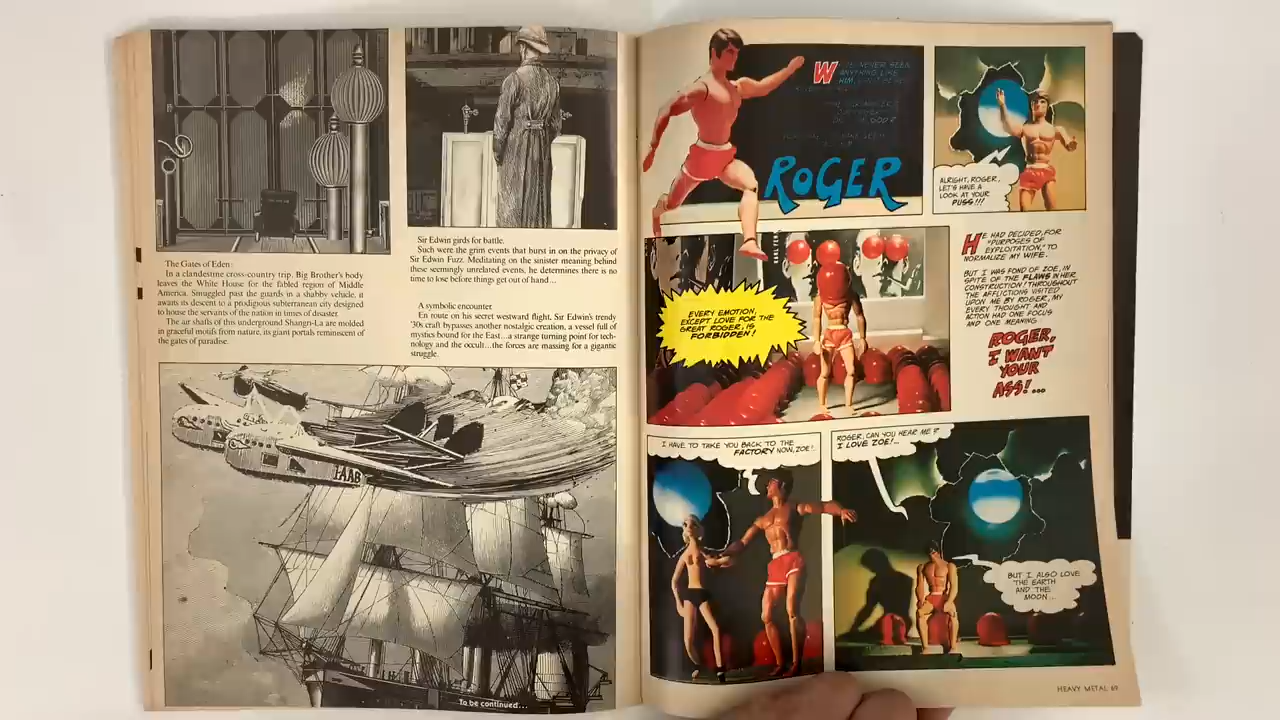 The Gates of Eden:
In a clandestine cross-country trip, Big Brother's body
leaves the White House for the fabled region of Middle
America. Smuggled past the guards in a shabby vehicle, it
awaits its descent to a prodigious subterranean city designed
to house the servants of the nation in times of disaster.
The air shafts of this underground Shangri-La are molded
in graceful motifs from nature, its giant portals reminiscent of
the gates of paradise.
Sir Edwin girds for battle.
Such were the grim events that burst in on the privacy of
Sir Edwin Fuzz. Meditating on the sinister meaning behind
these seemingly unrelated events, he determines there is no
time to lose before things get out of hand...
A symbolic encounter
En route on his secret westward flight, Sir Edwin's trendy
'30s craft bypasses another nostalgic creation, a vessel full of
mystics bound for the East...a strange turning point for tech-
nology and the occult...the forces are massing for a gigantic
struggle.
To be continued...
NEVER SEEN
ANYTHING LIKE
HIM,
ROGER
ALRIGHT, ROGER,
LET'S HAVE A
LOOK AT YOUR
PUSS!!!
EVERY EMOTION,
EXCEPT LOVE FOR THE
GREAT ROGER, IS
FORBIDDEN!
HE HAD DECIDED, FOR
"PURPOSES OF
EXPLOITATION," TO
NORMALIZE MY WIFE.
BUT I WAS FOND OF ZOE, IN
SPITE OF THE FLAWS IN HER
CONSTRUCTION! THROUGHOUT
THE AFFLICTIONS VISITED
UPON ME BY ROGER, MY
EVERY THOUGHT AND
ACTION HAD ONE FOCUS
AND ONE MEANING
ROGER,
I WANT
YOUR
ASS!...
I HAVE TO TAKE YOU BACK TO THE
FACTORY NOW, ZOE!
ROGER, CAN YOU HEAR ME?
I LOVE ZOE!...
BUT I ALSO LOVE
THE EARTH
AND THE
MOON...
HEAVY METAL 69